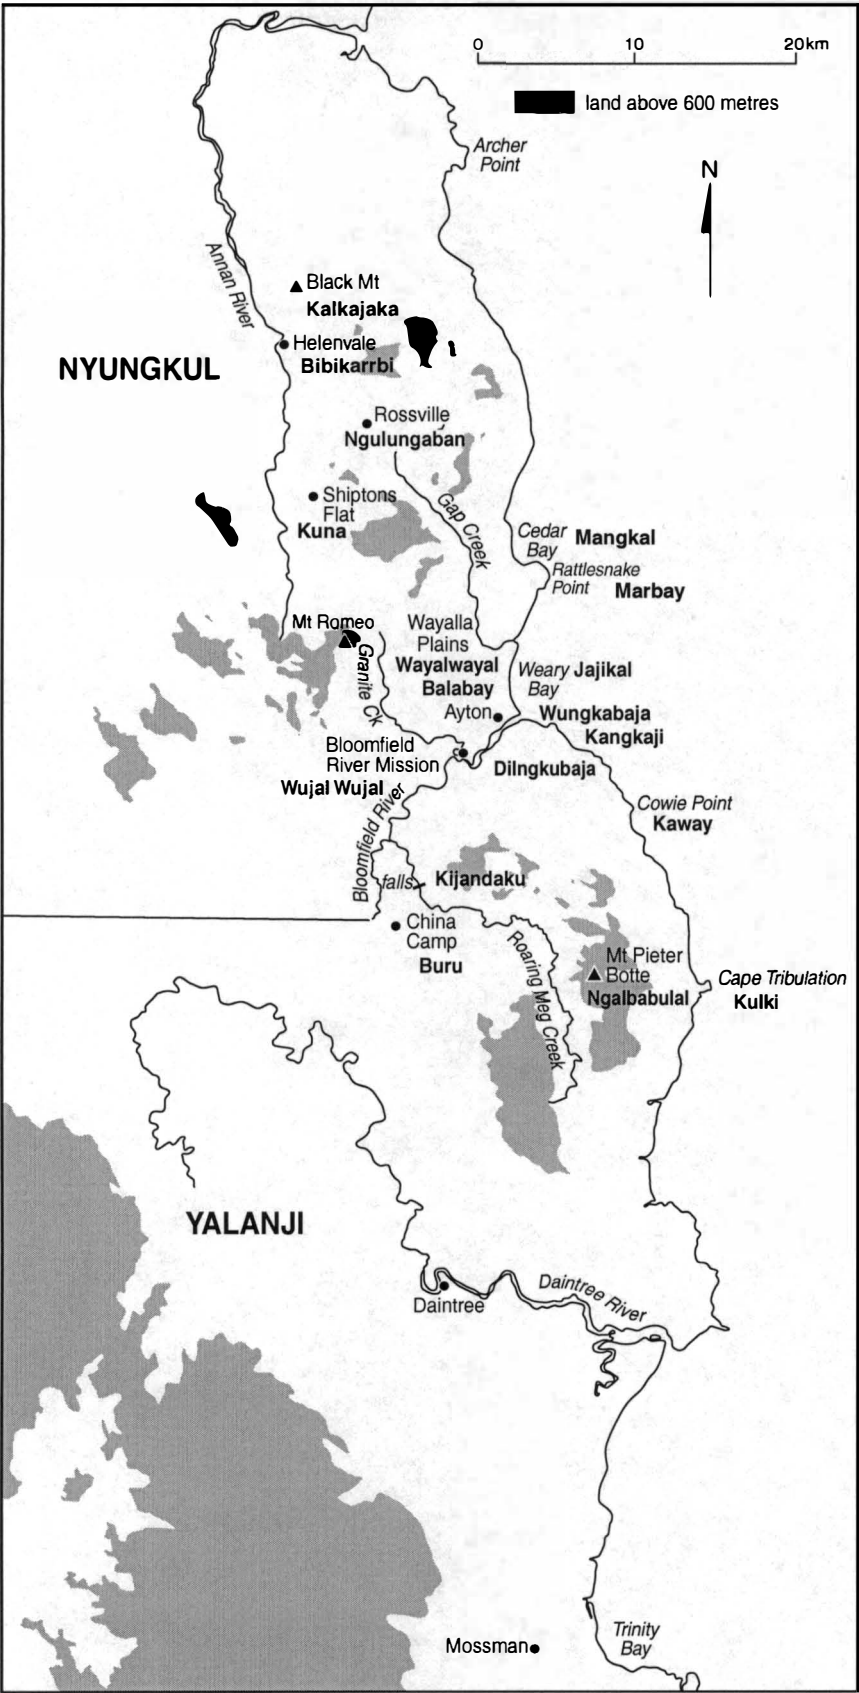 0 10 20km
land above 600 metres
Archer
Point
N
Annan River
Black Mt
Kalkajaka
Helenvale
Bibikarrbi
NYUNGKUL
Rossville
Ngulungaban
Gap Creek
Shiptons
Flat
Kuna
Cedar
Bay
Mangkal
Rattlesnake
Point
Marbay
Mt Romeo
Granite Ck
Wayalla
Plains
Wayalwayal
Balabay
Weary
Bay
Jajikal
Ayton
Wungkabaja
Kangkaji
Bloomfield
River Mission
Wujal Wujal
Dilngkubaja
Bloomfield River
Cowie Point
Kaway
falls
Kijandaku
China
Camp
Buru
Roaring Meg Creek
Mt Pieter
Botte
Ngalbabulal
Cape Tribulation
Kulki
YALANJI
Daintree River
Daintree
Mossman
Trinity
Bay